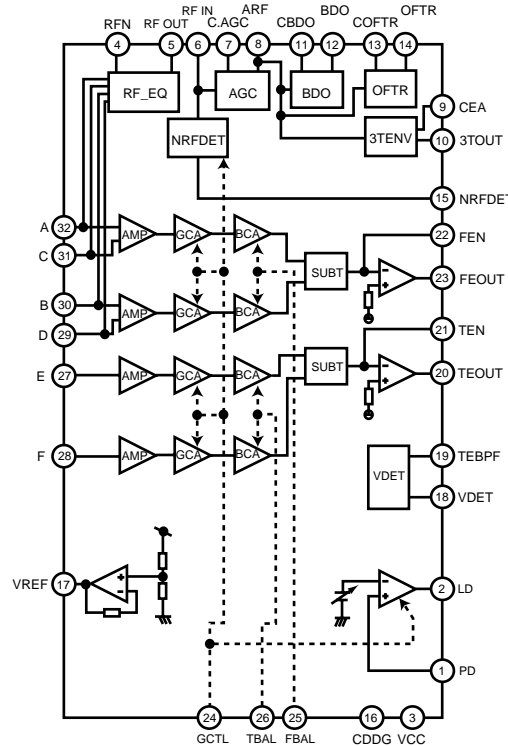 RFN RF OUT RF IN C.AGC ARF CBDO BDO COFTR OFTR
4 5 6 7 8 11 12 13 14
RF_EQ AGC BDO OFTR
9 CEA
NRFDET 3TENV 10 3TOUT
15 NRFDET
A 32 AMP GCA BCA 22 FEN
C 31
SUBT - + 23 FEOUT
B 30 AMP GCA BCA
D 29
21 TEN
E 27 AMP GCA BCA SUBT - + 20 TEOUT
F 28 AMP GCA BCA VDET 19 TEBPF
18 VDET
VREF 17 + - - + 2 LD
1 PD
24 26 25 16 3
GCTL TBAL FBAL CDDG VCC